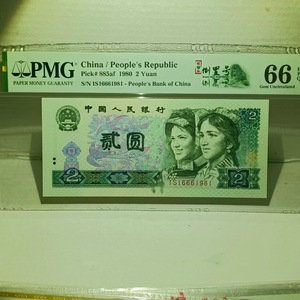 PMG
PAPER MONEY GUARANTY
China / People's Republic
Pick# 885af 1980 2 Yuan
S/N IS16661981 - People's Bank of China
66
Gem Uncirculated
中国人民银行
贰圆
2
2
IS16661981